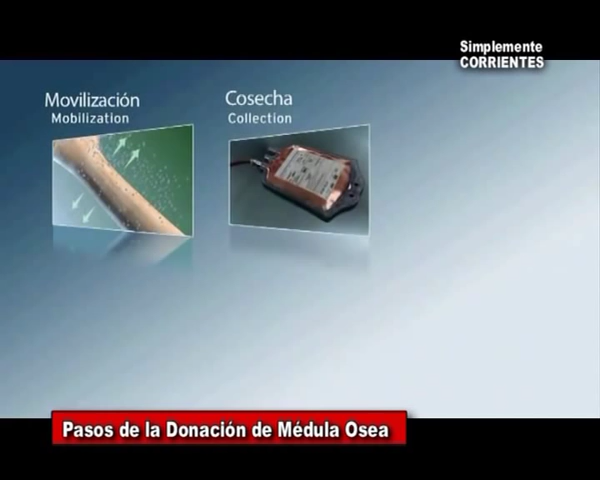 Simplemente
CORRIENTES
Movilización
Mobilization
Cosecha
Collection
Pasos de la Donación de Médula Osea